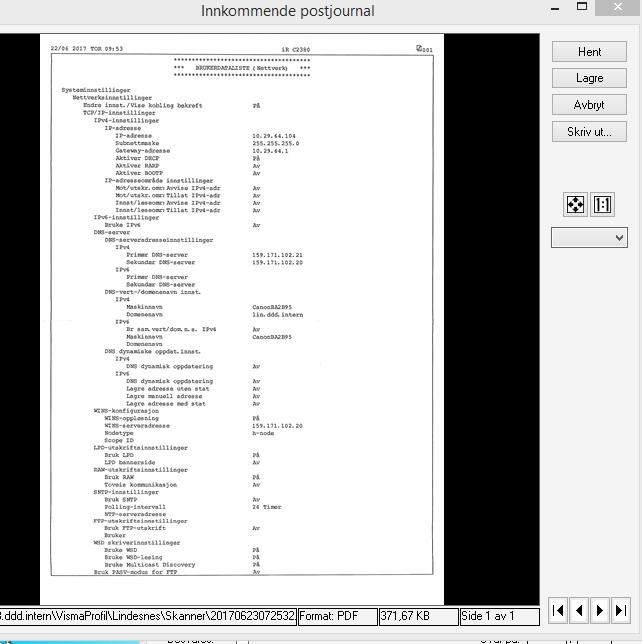 Innkommende postjournal
22/06 2017 TOR 09:53 iR C2380 001
***************************************
*** BRUKERDATALISTE (Nettverk) ***
***************************************
Systeminnstillinger
Nettverksinnstillinger
Endre innst./Vise kobling bekreft På
TCP/IP-innstillinger
IPv4-innstillinger
IP-adresse
IP-adresse 10.29.64.104
Subnettmaske 255.255.255.0
Gateway-adresse 10.29.64.1
Aktiver DHCP På
Aktiver RARP Av
Aktiver BOOTP Av
IP-adresseområde innstillinger
Mot/utskr.omr:Avvise IPv4-adr Av
Mot/utskr.omr:Tillat IPv4-adr Av
Innst/leseomr:Avvise IPv4-adr Av
Innst/leseomr:Tillat IPv4-adr Av
IPv6-innstillinger
Bruke IPv6 Av
DNS-server
DNS-serveradresseinnstillinger
IPv4
Primær DNS-server 159.171.102.21
Sekundær DNS-server 159.171.102.20
IPv6
Primær DNS-server
Sekundær DNS-server
DNS-vert-/domenenavn innst.
IPv4
Maskinnavn CanonBA2B95
Domenenavn lin.ddd.intern
IPv6
Br sam.vert/dom.n.s. IPv4 Av
Maskinnavn CanonBA2B95
Domenenavn
DNS dynamiske oppdat.innst.
IPv4
DNS dynamisk oppdatering Av
IPv6
DNS dynamisk oppdatering Av
Lagre adresse uten stat Av
Lagre manuell adresse Av
Lagre adresse med stat Av
WINS-konfigurasjon
WINS-oppløsning På
WINS-serveradresse 159.171.102.20
Nodetype h-node
Scope ID
LPD-utskriftsinnstillinger
Bruk LPD På
LPD bannerside Av
RAW-utskriftsinnstillinger
Bruk RAW På
Toveis kommunikasjon Av
SNTP-innstillinger
Bruk SNTP Av
Polling-intervall 24 Timer
NTP-serveradresse
FTP-utskriftsinnstillinger
Bruk FTP-utskrift Av
Bruker
WSD skriverinnstillinger
Bruke WSD På
Bruke WSD-lesing På
Bruke Multicast Discovery På
Bruk PASV-modus for FTP Av
Hent
Lagre
Avbryt
Skriv ut...
1:1
3.ddd.intern\VismaProfil\Lindesnes\Skanner\20170623072532. Format: PDF 371,67 KB Side 1 av 1